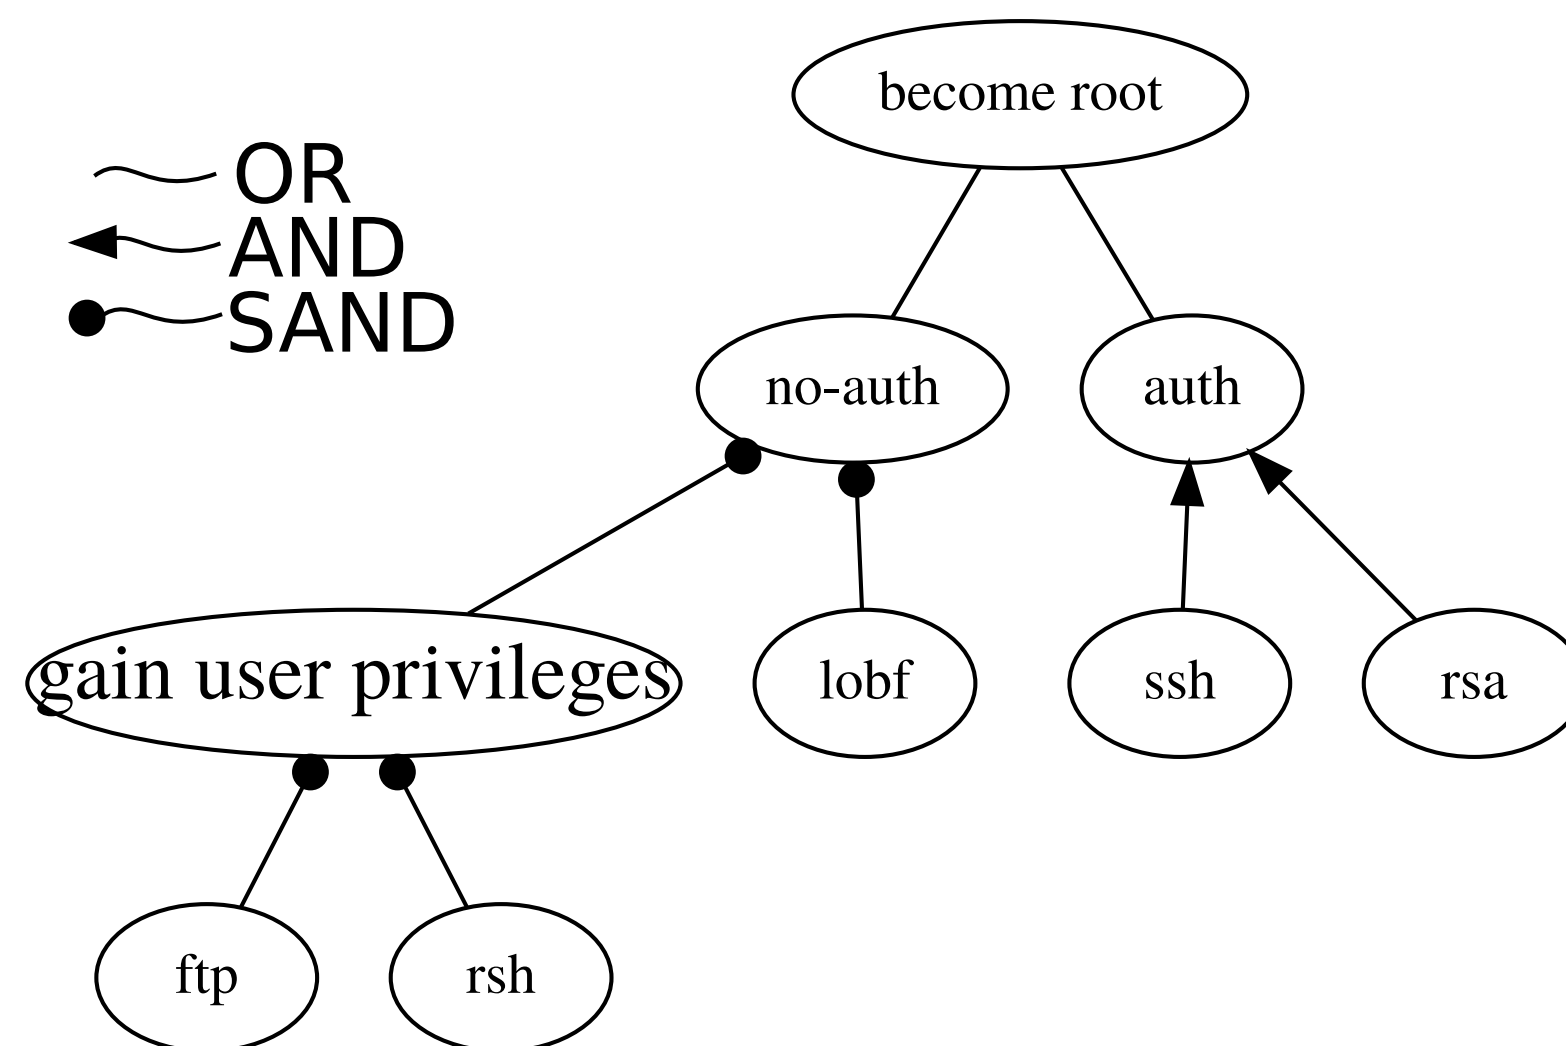 become root
OR
AND
SAND
no-auth
auth
gain user privileges
lobf
ssh
rsa
ftp
rsh